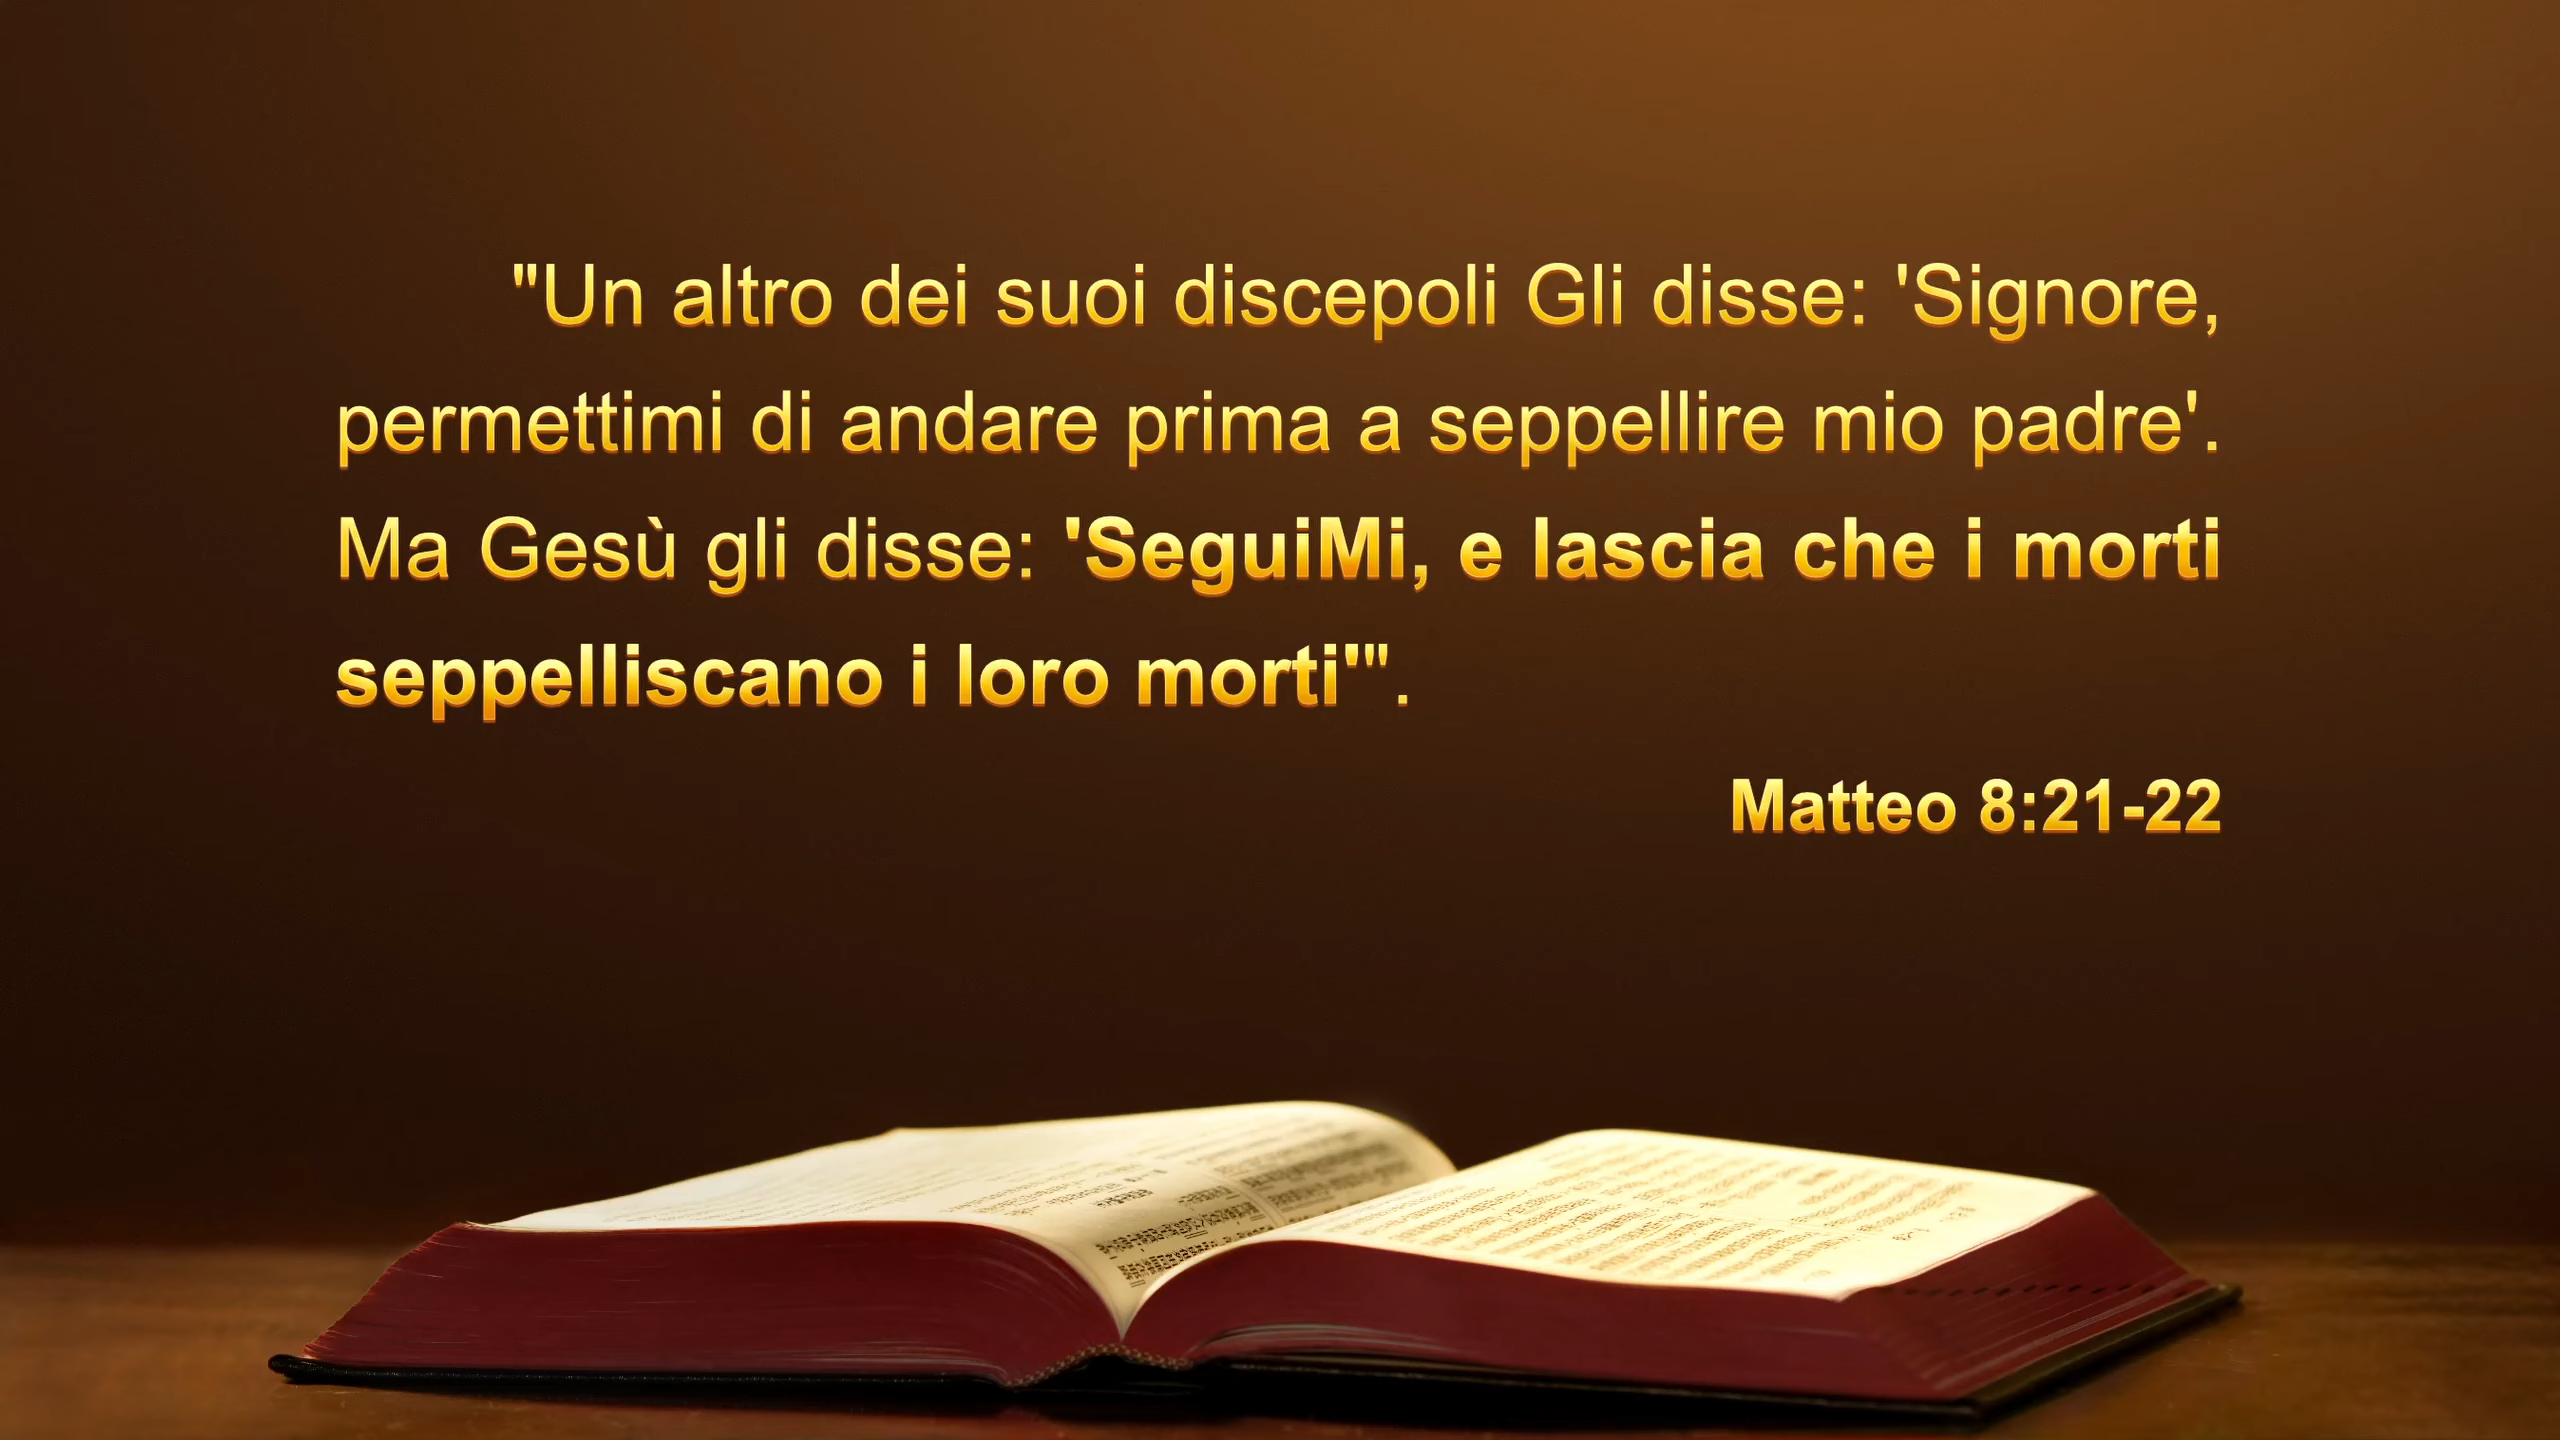 "Un altro dei suoi discepoli Gli disse: 'Signore,
permettimi di andare prima a seppellire mio padre'.
Ma Gesù gli disse: 'SeguiMi, e lascia che i morti
seppelliscano i loro morti'".
Matteo 8:21-22